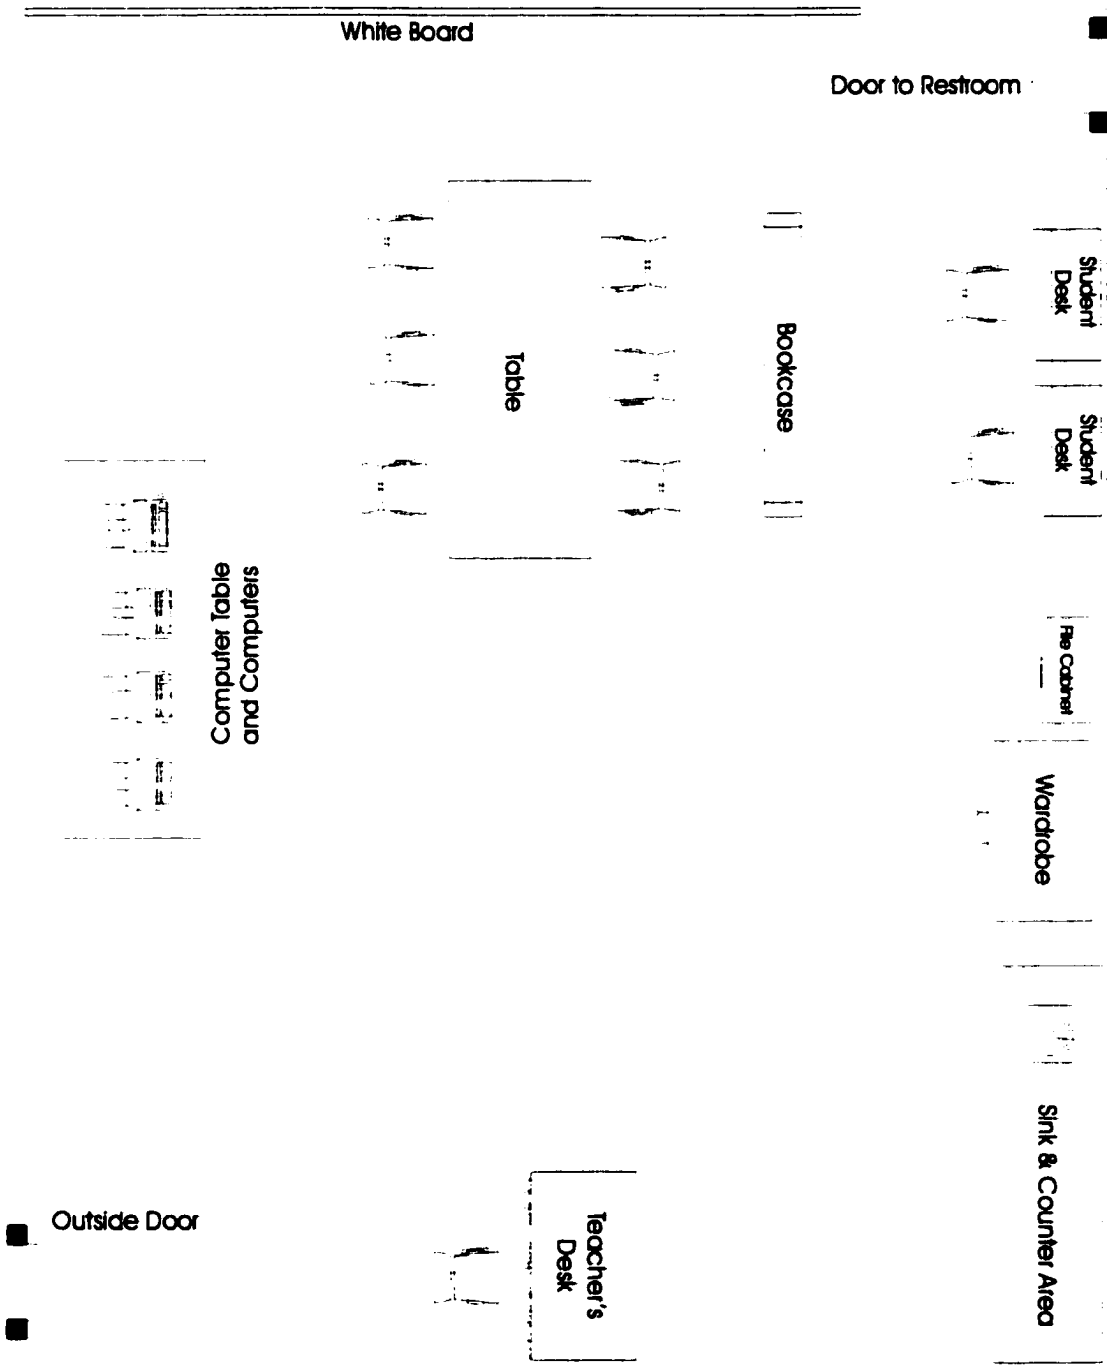 White Board
Door to Restroom
Student
Desk
Table
Bookcase
Student
Desk
Computer Table
and Computers
File Cabinet
Wardrobe
Sink & Counter Area
Outside Door
Teacher's
Desk